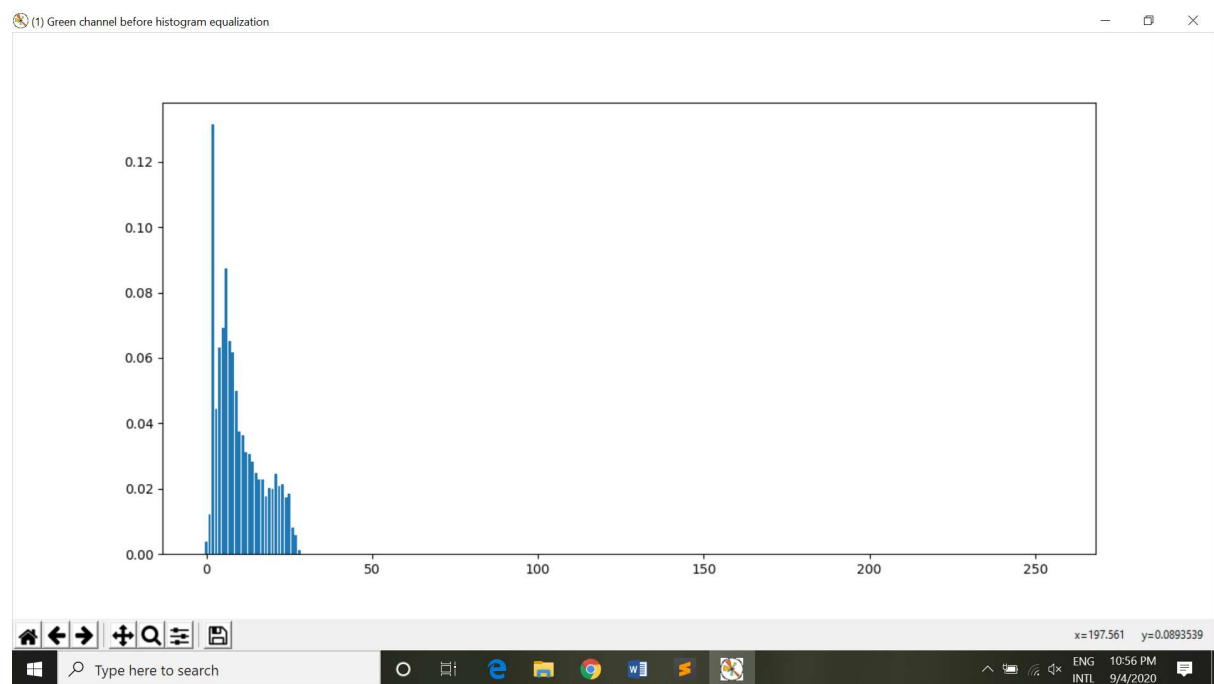 (1) Green channel before histogram equalization
0.12
0.10
0.08
0.06
0.04
0.02
0.00
0 50 100 150 200 250
x=197.561 y=0.0893539
Type here to search
W
ENG 10:56 PM
INTL 9/4/2020